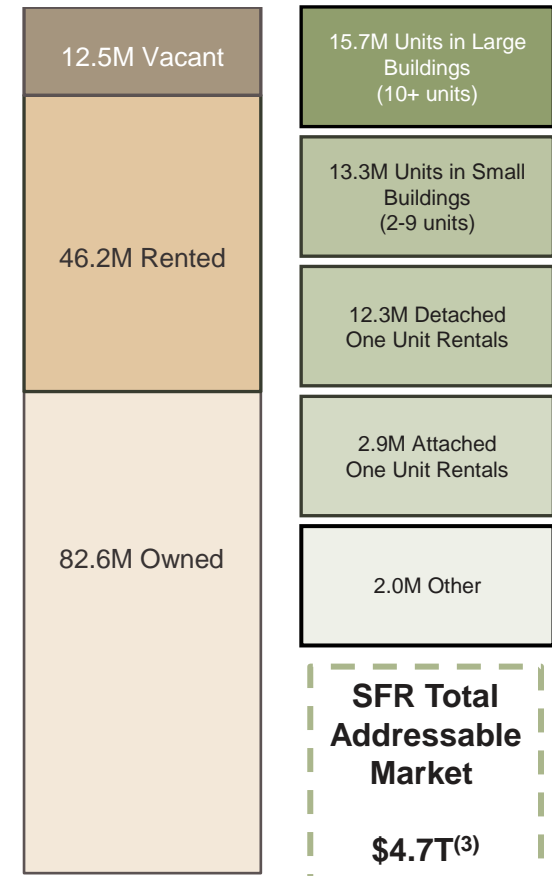 12.5M Vacant
46.2M Rented
82.6M Owned
15.7M Units in Large
Buildings
(10+ units)
13.3M Units in Small
Buildings
(2-9 units)
12.3M Detached
One Unit Rentals
2.9M Attached
One Unit Rentals
2.0M Other
SFR Total
Addressable
Market
$4.7T(3)